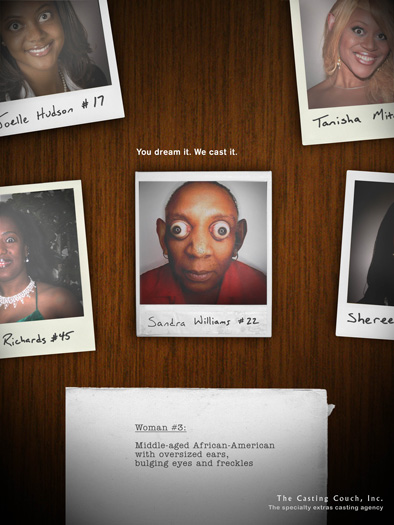 Joelle Hudson #17
Tanisha
You dream it. We cast it.
Sandra Williams #22
Richards #45
Sheree
Woman #3:
Middle-aged African-American
with oversized ears,
bulging eyes and freckles
The Casting Couch, Inc.
The specialty extras casting agency